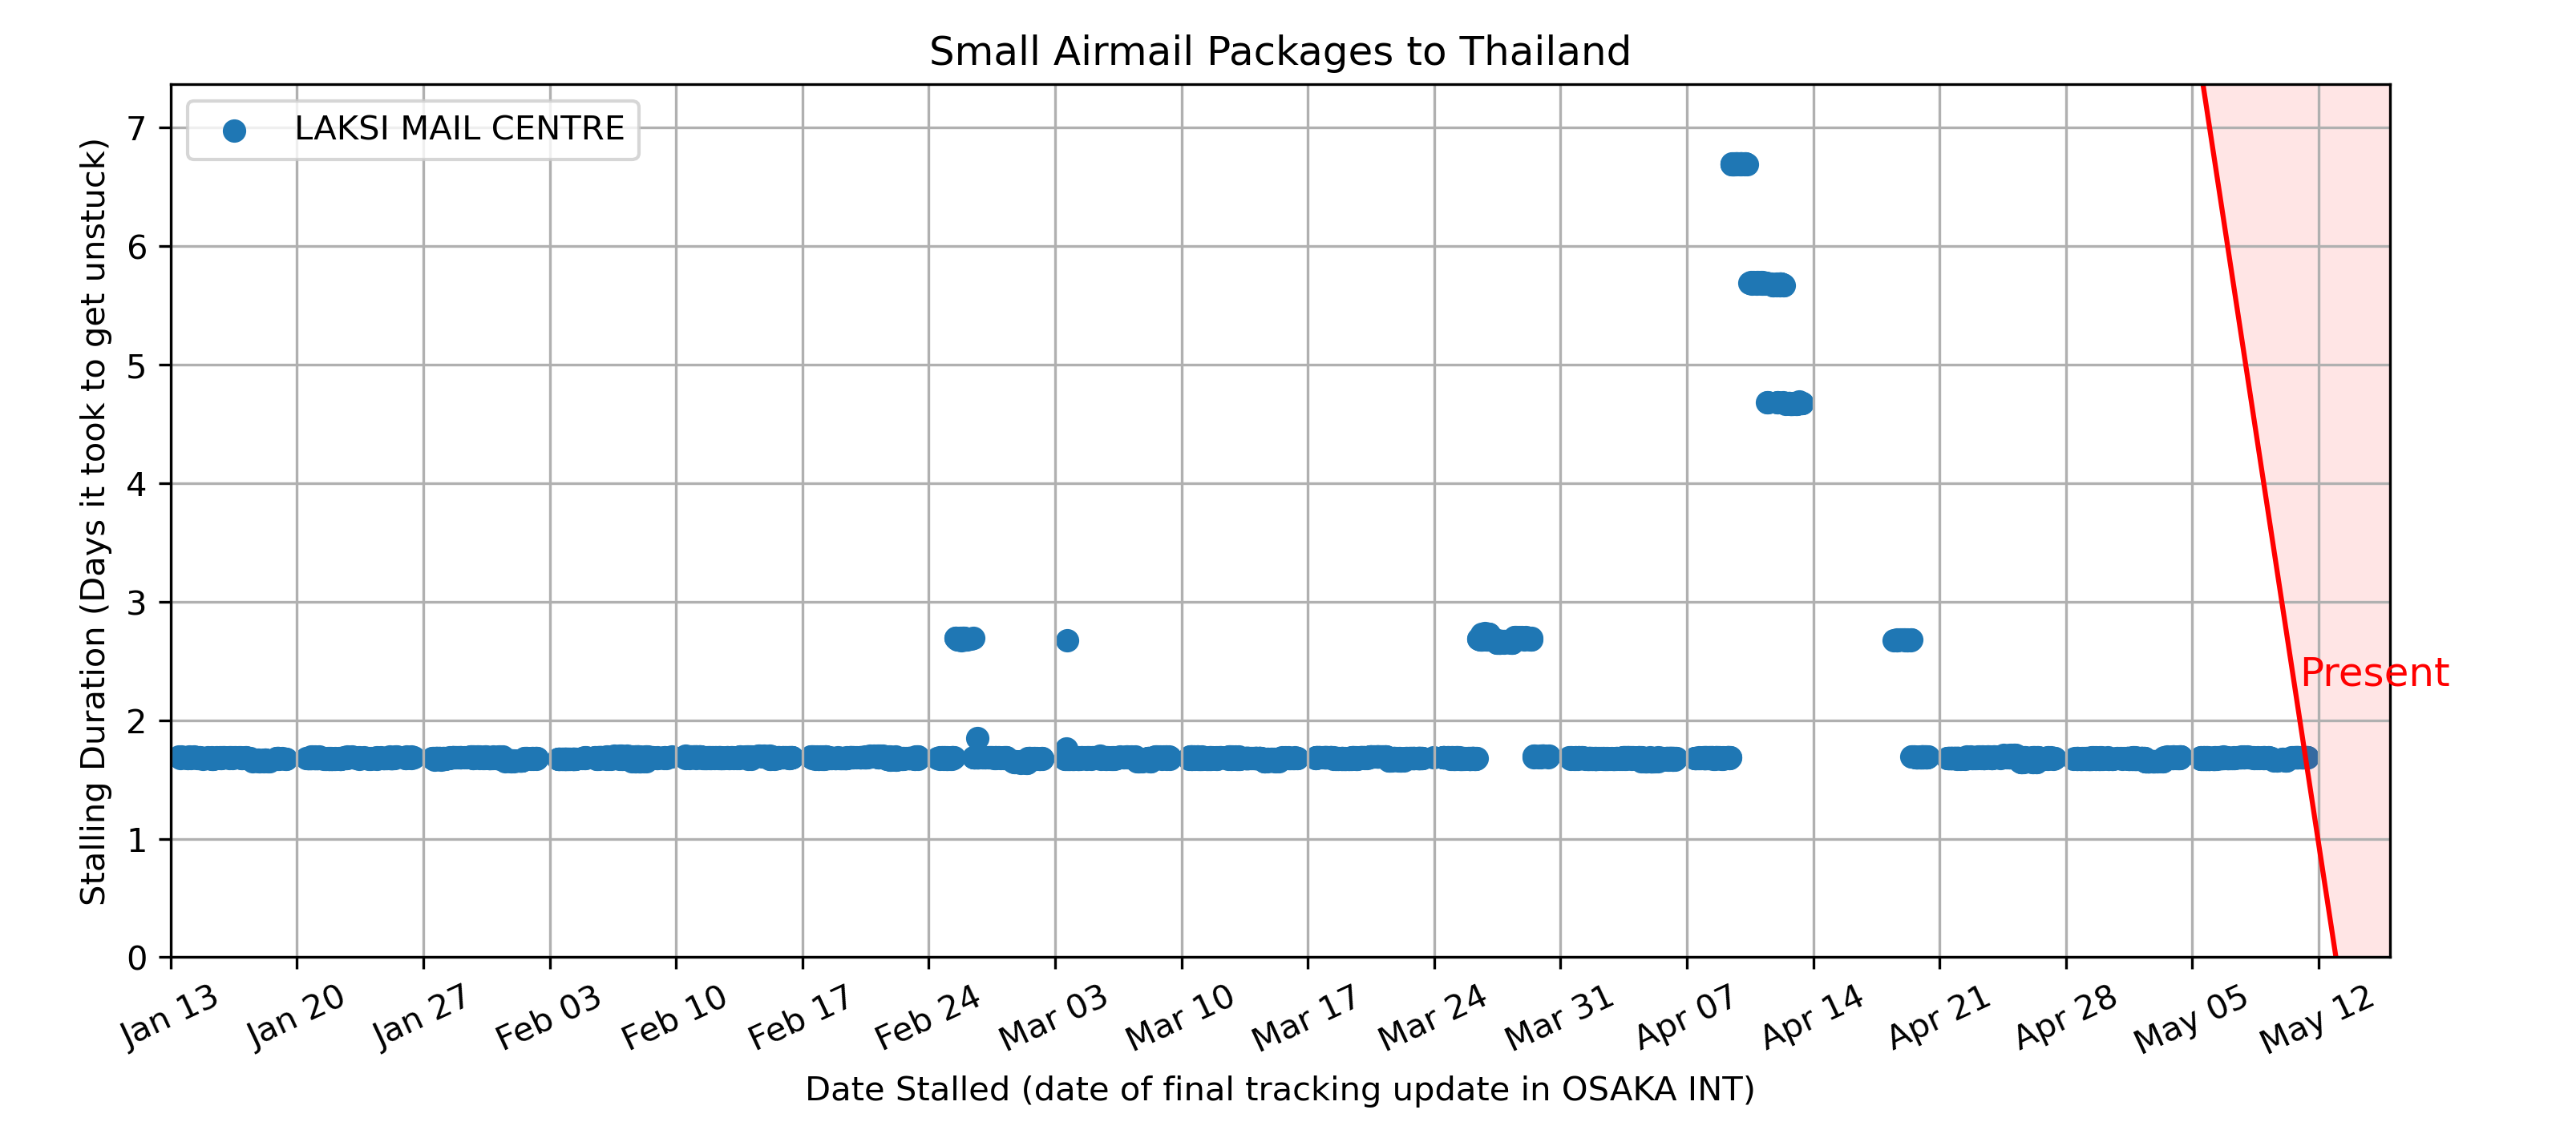 Small Airmail Packages to Thailand
LAKSI MAIL CENTRE
Stalling Duration (Days it took to get unstuck)
7
6
5
4
3
2
1
0
Present
Jan 13
Jan 20
Jan 27
Feb 03
Feb 10
Feb 17
Feb 24
Mar 03
Mar 10
Mar 17
Mar 24
Mar 31
Apr 07
Apr 14
Apr 21
Apr 28
May 05
May 12
Date Stalled (date of final tracking update in OSAKA INT)